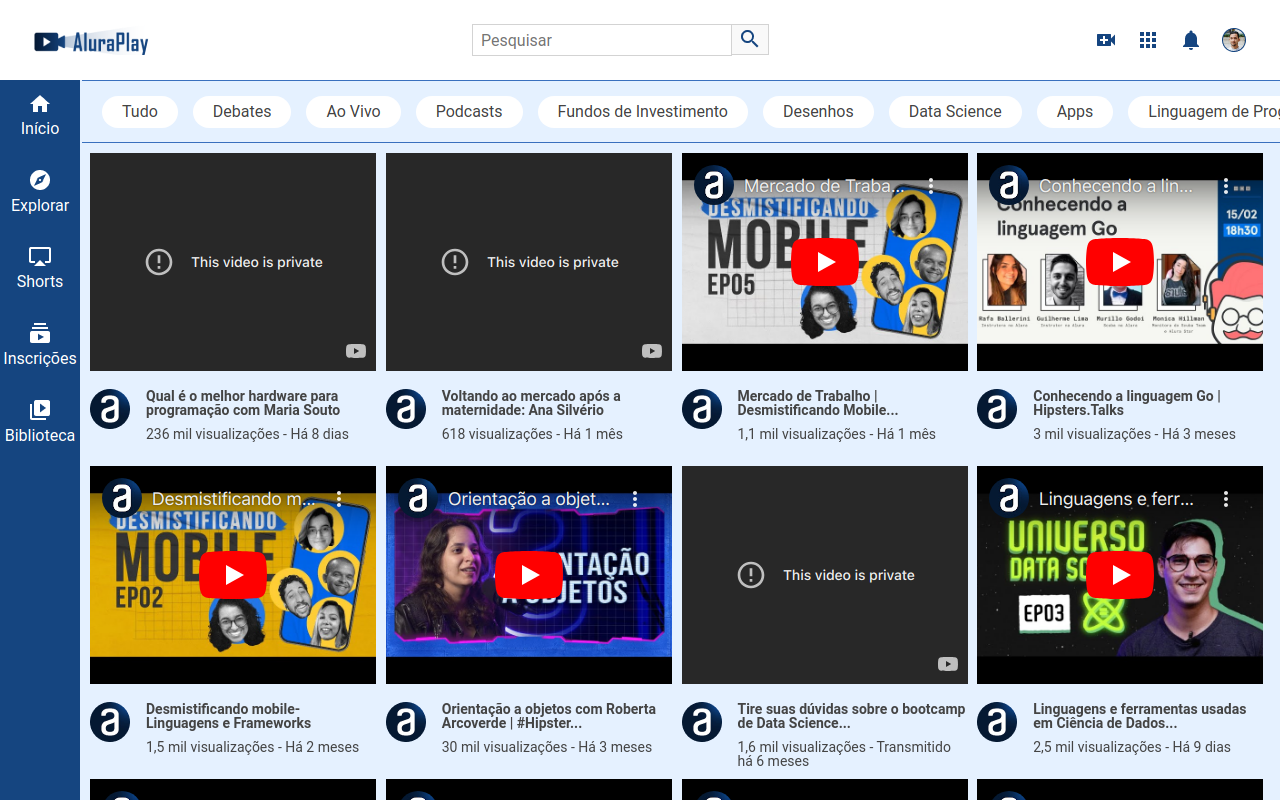 AluraPlay
Pesquisar
Início
Explorar
Shorts
Inscrições
Biblioteca
Tudo
Debates
Ao Vivo
Podcasts
Fundos de Investimento
Desenhos
Data Science
Apps
Linguagem de Prog
This video is private
This video is private
Mercado de Traba...
DESMISTIFICANDO
MOBILE
EP05
Conhecendo a lin...
Conhecendo a
linguagem Go
15/02
18h30
Rafa Ballerini
Guilherme Lima
Murillo Godoi
Monica Hillman
Qual é o melhor hardware para
programação com Maria Souto
236 mil visualizações - Há 8 dias
Voltando ao mercado após a
maternidade: Ana Silvério
618 visualizações - Há 1 mês
Mercado de Trabalho |
Desmistificando Mobile...
1,1 mil visualizações - Há 1 mês
Conhecendo a linguagem Go |
Hipsters.Talks
3 mil visualizações - Há 3 meses
Desmistificando m...
DESMISTIFICANDO
MOBILE
EP02
Orientação a objet...
3
NTAÇÃO
A OBJETOS
This video is private
Linguagens e ferr...
UNIVERSO
DATA SC
EP03
Desmistificando mobile-
Linguagens e Frameworks
1,5 mil visualizações - Há 2 meses
Orientação a objetos com Roberta
Arcoverde | #Hipster...
30 mil visualizações - Há 3 meses
Tire suas dúvidas sobre o bootcamp
de Data Science...
1,6 mil visualizações - Transmitido
há 6 meses
Linguagens e ferramentas usadas
em Ciência de Dados...
2,5 mil visualizações - Há 9 dias